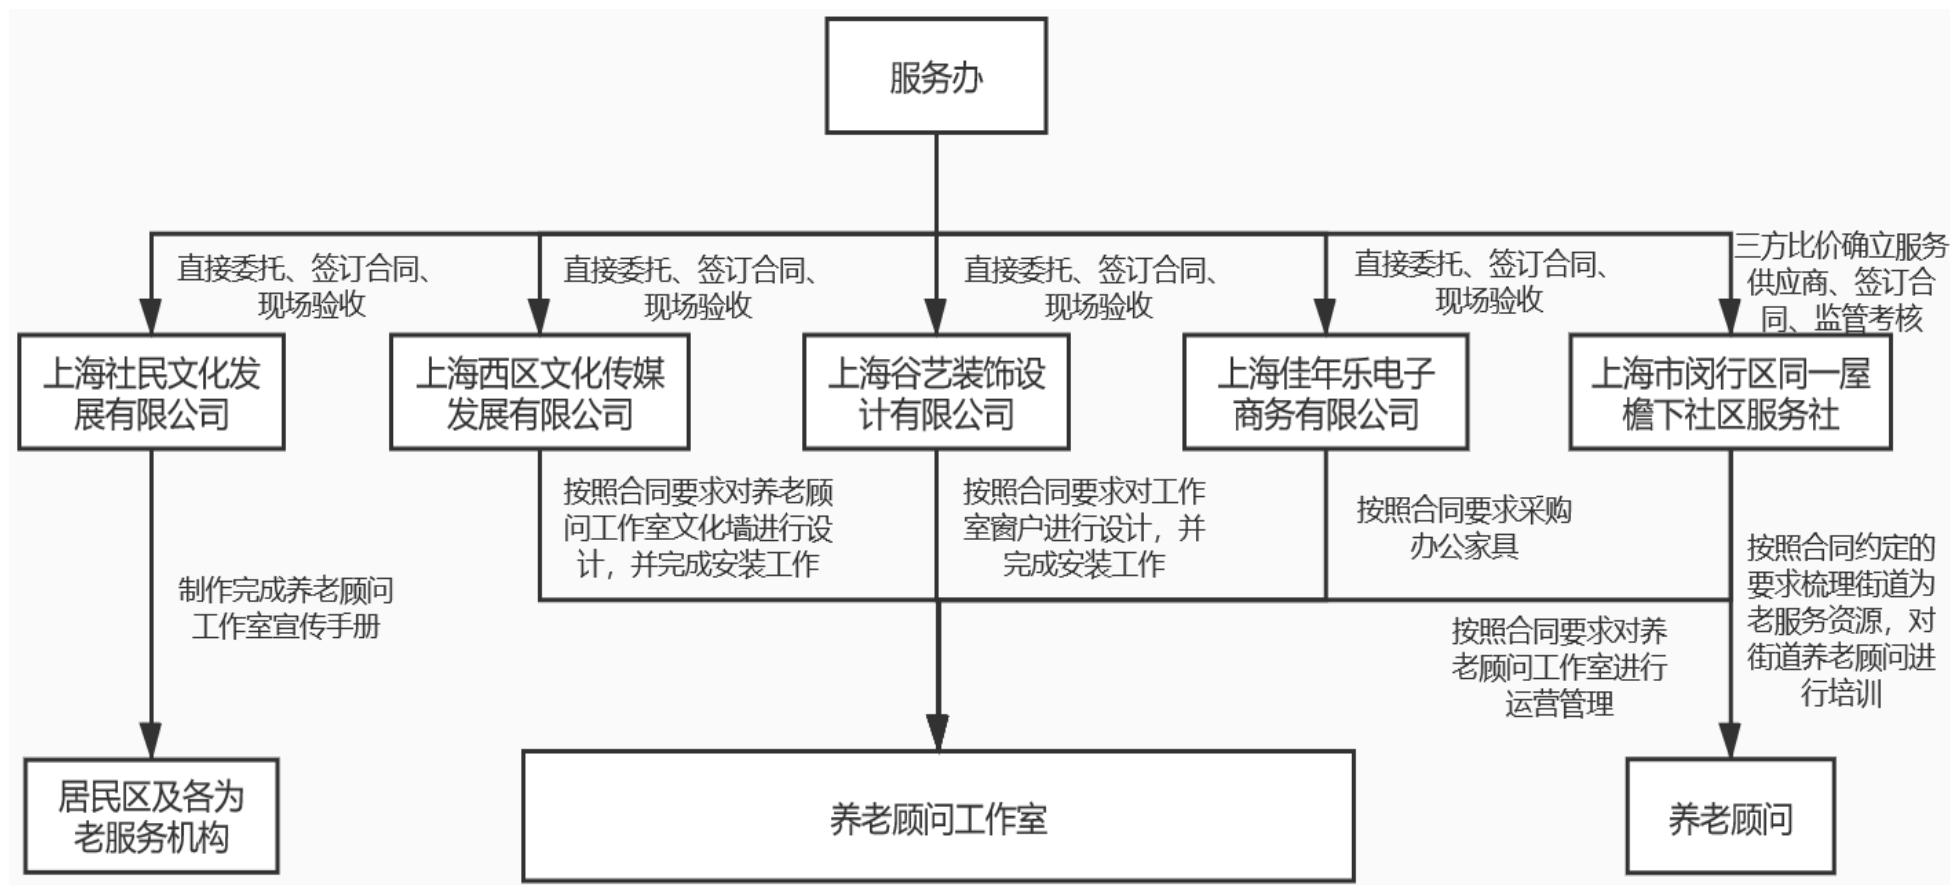 服务办
直接委托、签订合同、
现场验收
直接委托、签订合同、
现场验收
直接委托、签订合同、
现场验收
直接委托、签订合同、
现场验收
三方比价确立服务
供应商、签订合
同、监管考核
上海社民文化发
展有限公司
上海西区文化传媒
发展有限公司
上海谷艺装饰设
计有限公司
上海佳年乐电子
商务有限公司
上海市闵行区同一屋
檐下社区服务社
制作完成养老顾问
工作室宣传手册
按照合同要求对养老顾
问工作室文化墙进行设
计，并完成安装工作
按照合同要求对工作
室窗户进行设计，并
完成安装工作
按照合同要求采购
办公家具
按照合同要求对养
老顾问工作室进行
运营管理
按照合同约定的
要求梳理街道为
老服务资源，对
街道养老顾问进
行培训
居民区及各为
老服务机构
养老顾问工作室
养老顾问